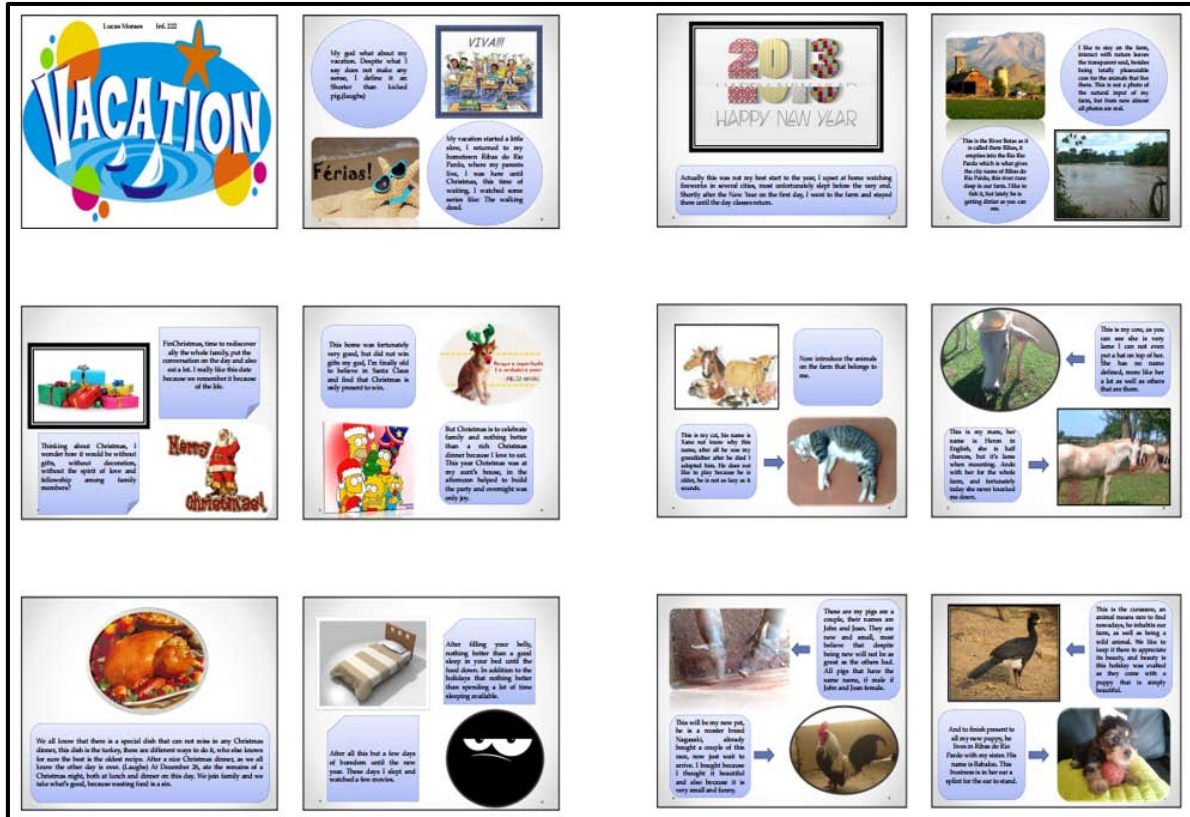 Lucas Moraes Inf. 222
VACATION
My god what about my
vacation. Despite what I
say does not make any
sense, I define it as:
Shorter than kicked
pig.(laughs)
VIVA!!!
Férias!
My vacation started a little
slow, I returned to my
hometown Ribas do Rio
Pardo, where my parents
live, I was here until
Christmas, this time of
waiting, I watched some
series like: The walking
dead.
FinChristmas, time to rediscover
ally the whole family, put the
conversation on the day and also
eat a lot. I really like this date
because we remember it because
of the life.
Thinking about Christmas, I
wonder how it would be without
gifts, without decoration,
without the spirit of love and
fellowship among family
members?
Merry
Christmas!
This home was fortunately
very good, but did not win
gifts my god, I'm finally old
to believe in Santa Claus
and find that Christmas is
only present to win.
FELIZ NATAL
But Christmas is to celebrate
family and nothing better
than a rich Christmas
dinner because I love to eat.
This year Christmas was at
my aunt's house, in the
afternoon helped to build
the party and overnight was
only joy.
We all know that there is a special dish that can not miss in any Christmas
dinner, this dish is the turkey, there are different ways to do it, who else knows
for sure the best is the oldest recipe. After a nice Christmas dinner, as we all
know the other day is over. (Laughs) At December 26, ate the remains of a
Christmas night, both at lunch and dinner on this day. We join family and we
take what's good, because wasting food is a sin.
After filling your belly,
nothing better than a good
sleep in your bed until the
food down. In addition to the
holidays that nothing better
than spending a lot of time
sleeping available.
After all this but a few days
of boredom until the new
year. These days I slept and
watched a few movies.
2013
HAPPY NEW YEAR
Actually this was not my best start to the year, I upset at home watching
fireworks in several cities, most unfortunately slept before the very end.
Shortly after the New Year on the first day, I went to the farm and stayed
there until the day classes return.
I like to stay on the farm,
interact with nature leaves
the transparent soul, besides
being totally pleasurable
care for the animals that live
there. This is not a photo of
the natural input of my
farm, but from now almost
all photos are real.
This is the River Botas as it
is called there Ribas, it
empties into the Rio Rio
Pardo which is what gives
the city name of Ribas do
Rio Pardo, this river runs
deep in our farm. I like to
fish it, but lately he is
getting dirtier as you can
see.
Now introduce the animals
on the farm that belongs to
me.
This is my cat, his name is
Xane not know why this
name, after all he was my
grandfather after he died I
adopted him. He does not
like to play because he is
older, he is not as lazy as it
sounds.
This is my cow, as you
can see she is very
lame I can not even
put a hat on top of her.
She has no name
defined, more like her
a lot as well as others
that are there.
This is my mare, her
name is Heron in
English, she is half
chances, but it's lame
when mounting. Ando
with her for the whole
farm, and fortunately
today she never knocked
me down.
These are my pigs are a
couple, their names are
John and Joan. They are
new and small, most
believe that despite
being new will not be as
great as the others had.
All pigs that have the
same name, if male if
John and Joan female.
This will be my new pet,
he is a rooster breed
Nagasaki, already
bought a couple of this
race, now just wait to
arrive. I bought because
I thought it beautiful
and also because it is
very small and funny.
This is the curassow, an
animal means rare to find
nowadays, he inhabits our
farm, as well as being a
wild animal. We like to
keep it there to appreciate
its beauty, and beauty is
this holiday was exalted
as they come with a
puppy that is simply
beautiful.
And to finish present to
all my new puppy, he
lives in Ribas do Rio
Pardo with my sister. His
name is Babaloo. This
business is in her ear a
splint for the ear to stand.